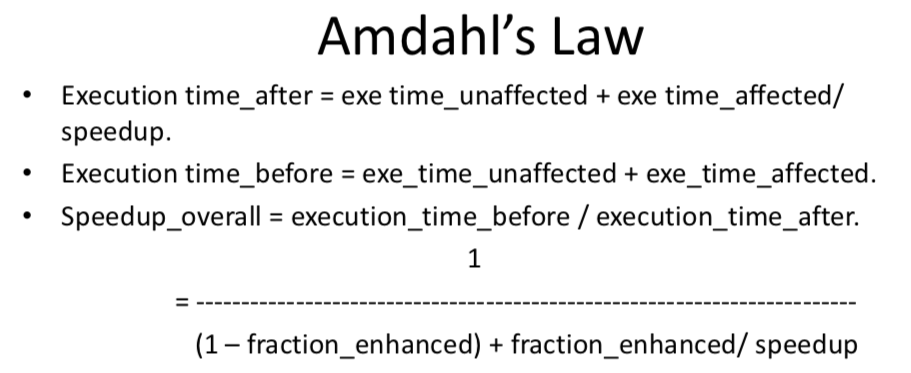 Amdahl’s Law
• Execution time_after = exe time_unaffected + exe time_affected/
speedup.
• Execution time_before = exe_time_unaffected + exe_time_affected.
• Speedup_overall = execution_time_before / execution_time_after.
1
= -------------------------------------------------------------------------
(1 – fraction_enhanced) + fraction_enhanced/ speedup